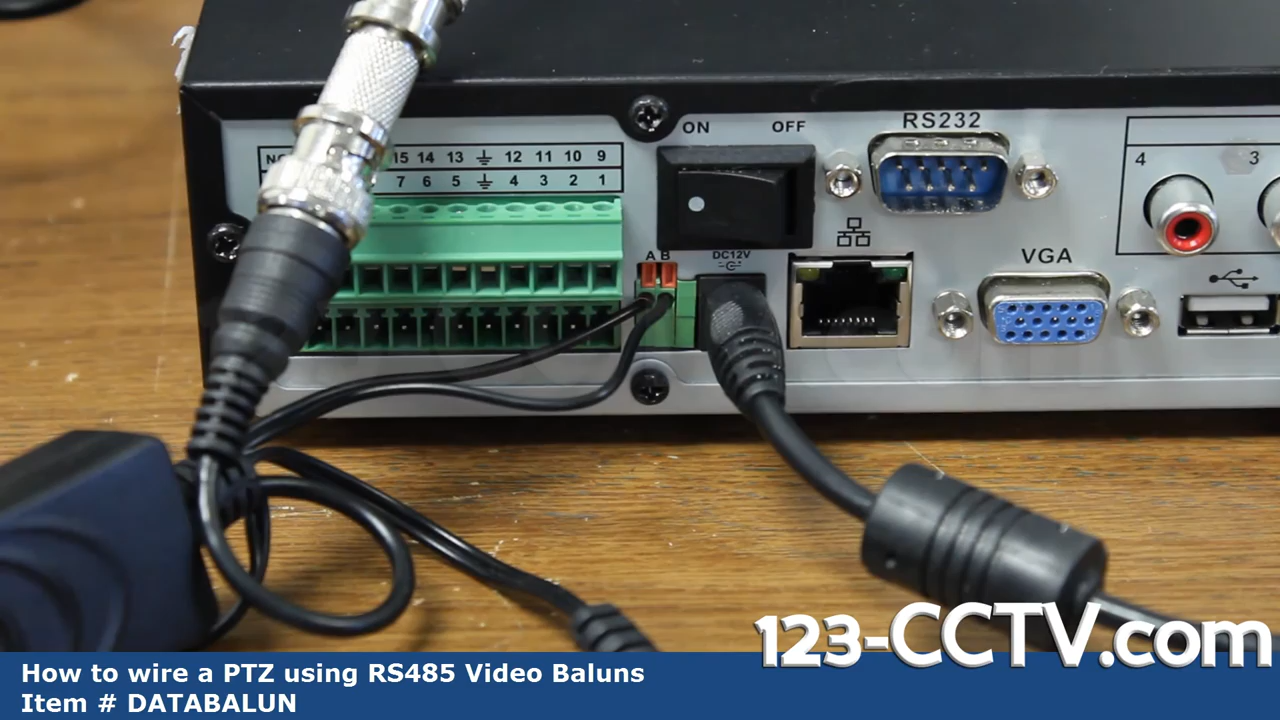 ON OFF
RS232
N 15 14 13 12 11 10 9
7 6 5 4 3 2 1
4 3
A B
DC12V
VGA
123-CCTV.com
How to wire a PTZ using RS485 Video Baluns
Item # DATABALUN